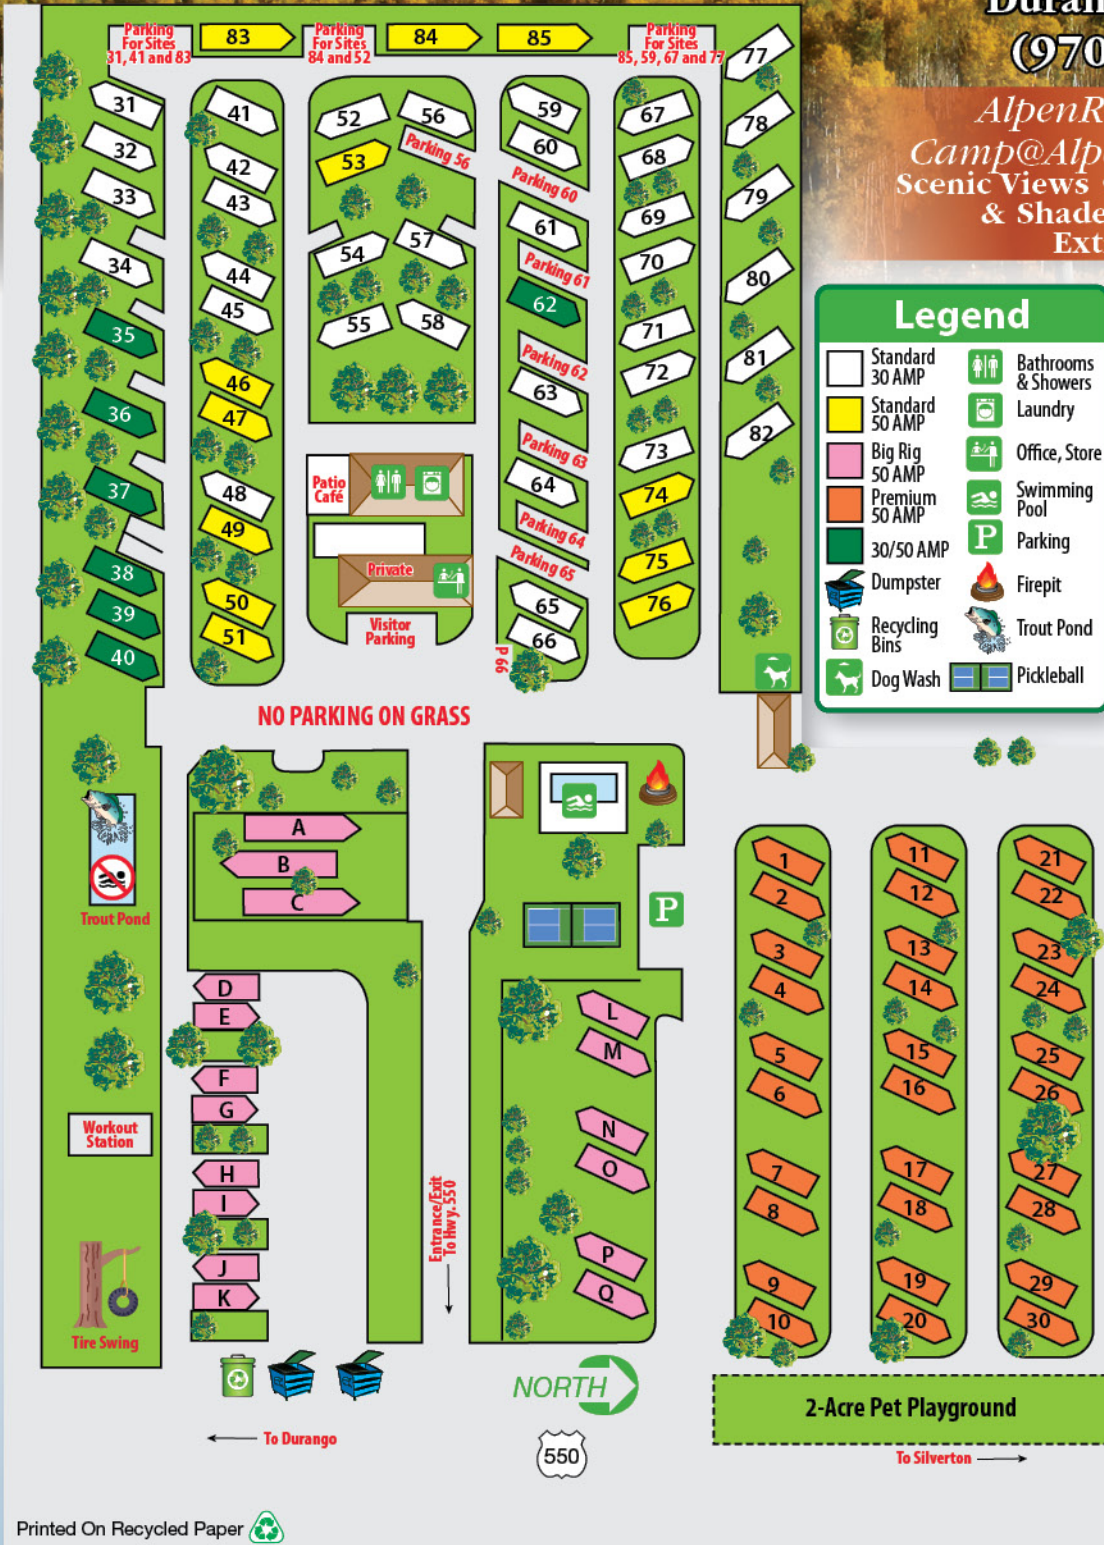 Duran
(970
AlpenR
Camp@Alp
Scenic Views
& Shade
Ext
Parking
For Sites
31, 41 and 83
83
Parking
For Sites
84 and 52
84
85
Parking
For Sites
85, 59, 67 and 77
77
31
32
33
34
35
36
37
38
39
40
41
42
43
44
45
46
47
48
49
50
51
52
53
54
55
56
Parking 56
57
58
59
60
Parking 60
61
Parking 61
62
Parking 62
63
Parking 63
64
Parking 64
Parking 65
65
66
P 66
67
68
69
70
71
72
73
74
75
76
78
79
80
81
82
Patio
Café
Private
Visitor
Parking
Legend
Standard
30 AMP
Standard
50 AMP
Big Rig
50 AMP
Premium
50 AMP
30/50 AMP
Dumpster
Recycling
Bins
Dog Wash
Bathrooms
& Showers
Laundry
Office, Store
Swimming
Pool
P
Parking
Firepit
Trout Pond
Pickleball
NO PARKING ON GRASS
Trout Pond
Workout
Station
Tire Swing
A
B
C
D
E
F
G
H
I
J
K
Entrance/Exit
To Hwy. 550
P
L
M
N
O
P
Q
1
2
3
4
5
6
7
8
9
10
11
12
13
14
15
16
17
18
19
20
21
22
23
24
25
26
27
28
29
30
NORTH
2-Acre Pet Playground
To Durango
550
To Silverton
Printed On Recycled Paper